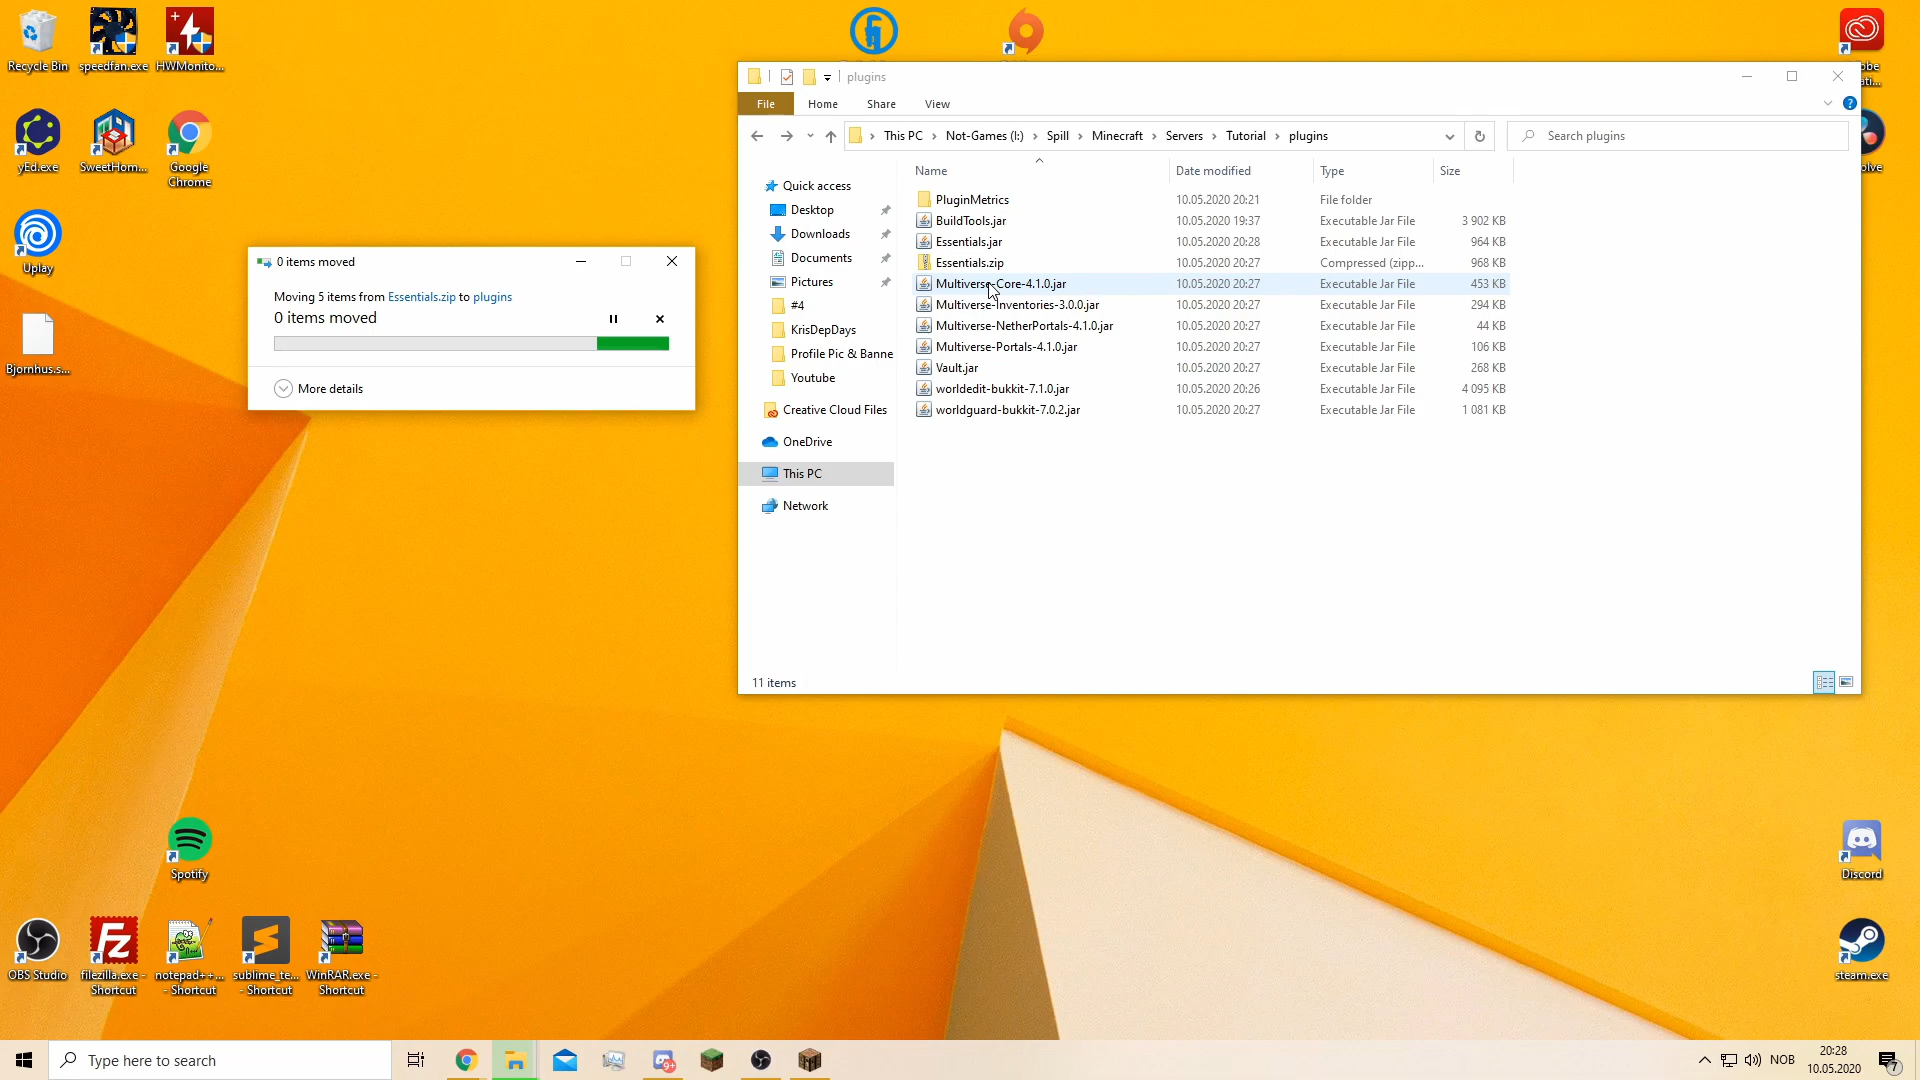 Recycle Bin
speedfan.exe
HWMonito...
yEd.exe
SweetHom...
Google
Chrome
Uplay
Bjornhus.s...
0 items moved
Moving 5 items from Essentials.zip to plugins
0 items moved
More details
plugins
File
Home
Share
View
This PC
Not-Games (I:)
Spill
Minecraft
Servers
Tutorial
plugins
Search plugins
Name
Date modified
Type
Size
Quick access
Desktop
Downloads
Documents
Pictures
#4
KrisDepDays
Profile Pic & Banne
Youtube
Creative Cloud Files
OneDrive
This PC
Network
PluginMetrics 10.05.2020 20:21 File folder
BuildTools.jar 10.05.2020 19:37 Executable Jar File 3 902 KB
Essentials.jar 10.05.2020 20:28 Executable Jar File 964 KB
Essentials.zip 10.05.2020 20:27 Compressed (zipp... 968 KB
Multiverse-Core-4.1.0.jar 10.05.2020 20:27 Executable Jar File 453 KB
Multiverse-Inventories-3.0.0.jar 10.05.2020 20:27 Executable Jar File 294 KB
Multiverse-NetherPortals-4.1.0.jar 10.05.2020 20:27 Executable Jar File 44 KB
Multiverse-Portals-4.1.0.jar 10.05.2020 20:27 Executable Jar File 106 KB
Vault.jar 10.05.2020 20:27 Executable Jar File 268 KB
worldedit-bukkit-7.1.0.jar 10.05.2020 20:26 Executable Jar File 4 095 KB
worldguard-bukkit-7.0.2.jar 10.05.2020 20:27 Executable Jar File 1 081 KB
11 items
Spotify
Discord
OBS Studio
filezilla.exe -
Shortcut
notepad++...
- Shortcut
sublime_te...
- Shortcut
WinRAR.exe -
Shortcut
steam.exe
Type here to search
9+
NOB
20:28
10.05.2020
7